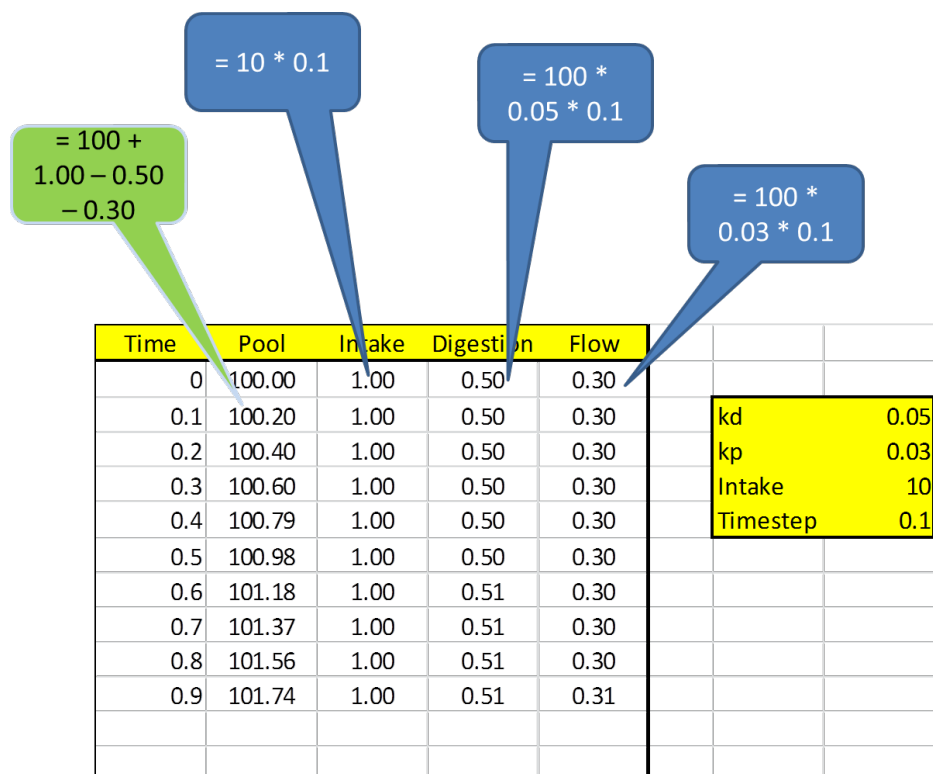 = 10 * 0.1
= 100 *
0.05 * 0.1
= 100 +
1.00 – 0.50
– 0.30
= 100 *
0.03 * 0.1
Time Pool Intake Digestion Flow
0 100.00 1.00 0.50 0.30
0.1 100.20 1.00 0.50 0.30 kd 0.05
0.2 100.40 1.00 0.50 0.30 kp 0.03
0.3 100.60 1.00 0.50 0.30 Intake 10
0.4 100.79 1.00 0.50 0.30 Timestep 0.1
0.5 100.98 1.00 0.50 0.30
0.6 101.18 1.00 0.51 0.30
0.7 101.37 1.00 0.51 0.30
0.8 101.56 1.00 0.51 0.30
0.9 101.74 1.00 0.51 0.31